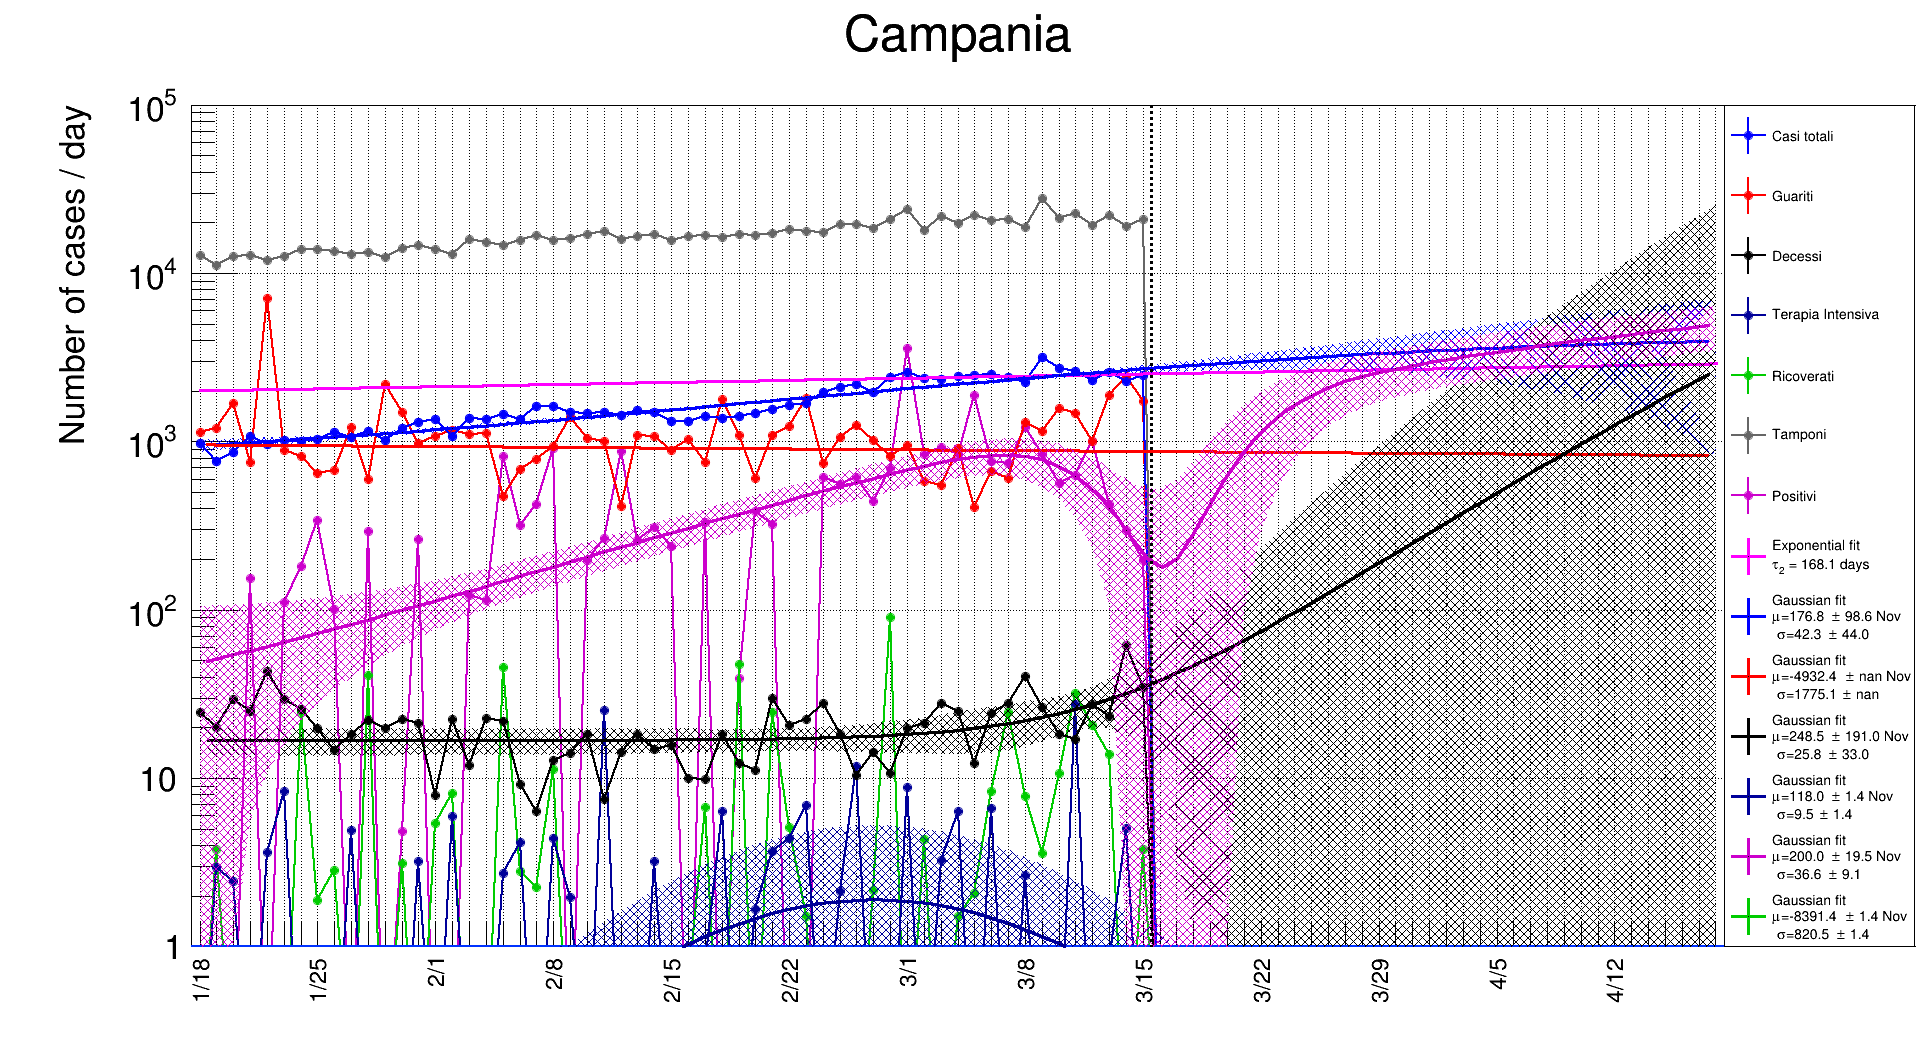 Campania
Number of cases / day
10^5
10^4
10^3
10^2
10
1
1/18
1/25
2/1
2/8
2/15
2/22
3/1
3/8
3/15
3/22
3/29
4/5
4/12
Casi totali
Guariti
Decessi
Terapia Intensiva
Ricoverati
Tamponi
Positivi
Exponential fit
τ₂ = 168.1 days
Gaussian fit
μ=176.8 ± 98.6 Nov
σ=42.3 ± 44.0
Gaussian fit
μ=-4932.4 ± nan Nov
σ=1775.1 ± nan
Gaussian fit
μ=248.5 ± 191.0 Nov
σ=25.8 ± 33.0
Gaussian fit
μ=118.0 ± 1.4 Nov
σ=9.5 ± 1.4
Gaussian fit
μ=200.0 ± 19.5 Nov
σ=36.6 ± 9.1
Gaussian fit
μ=-8391.4 ± 1.4 Nov
σ=820.5 ± 1.4